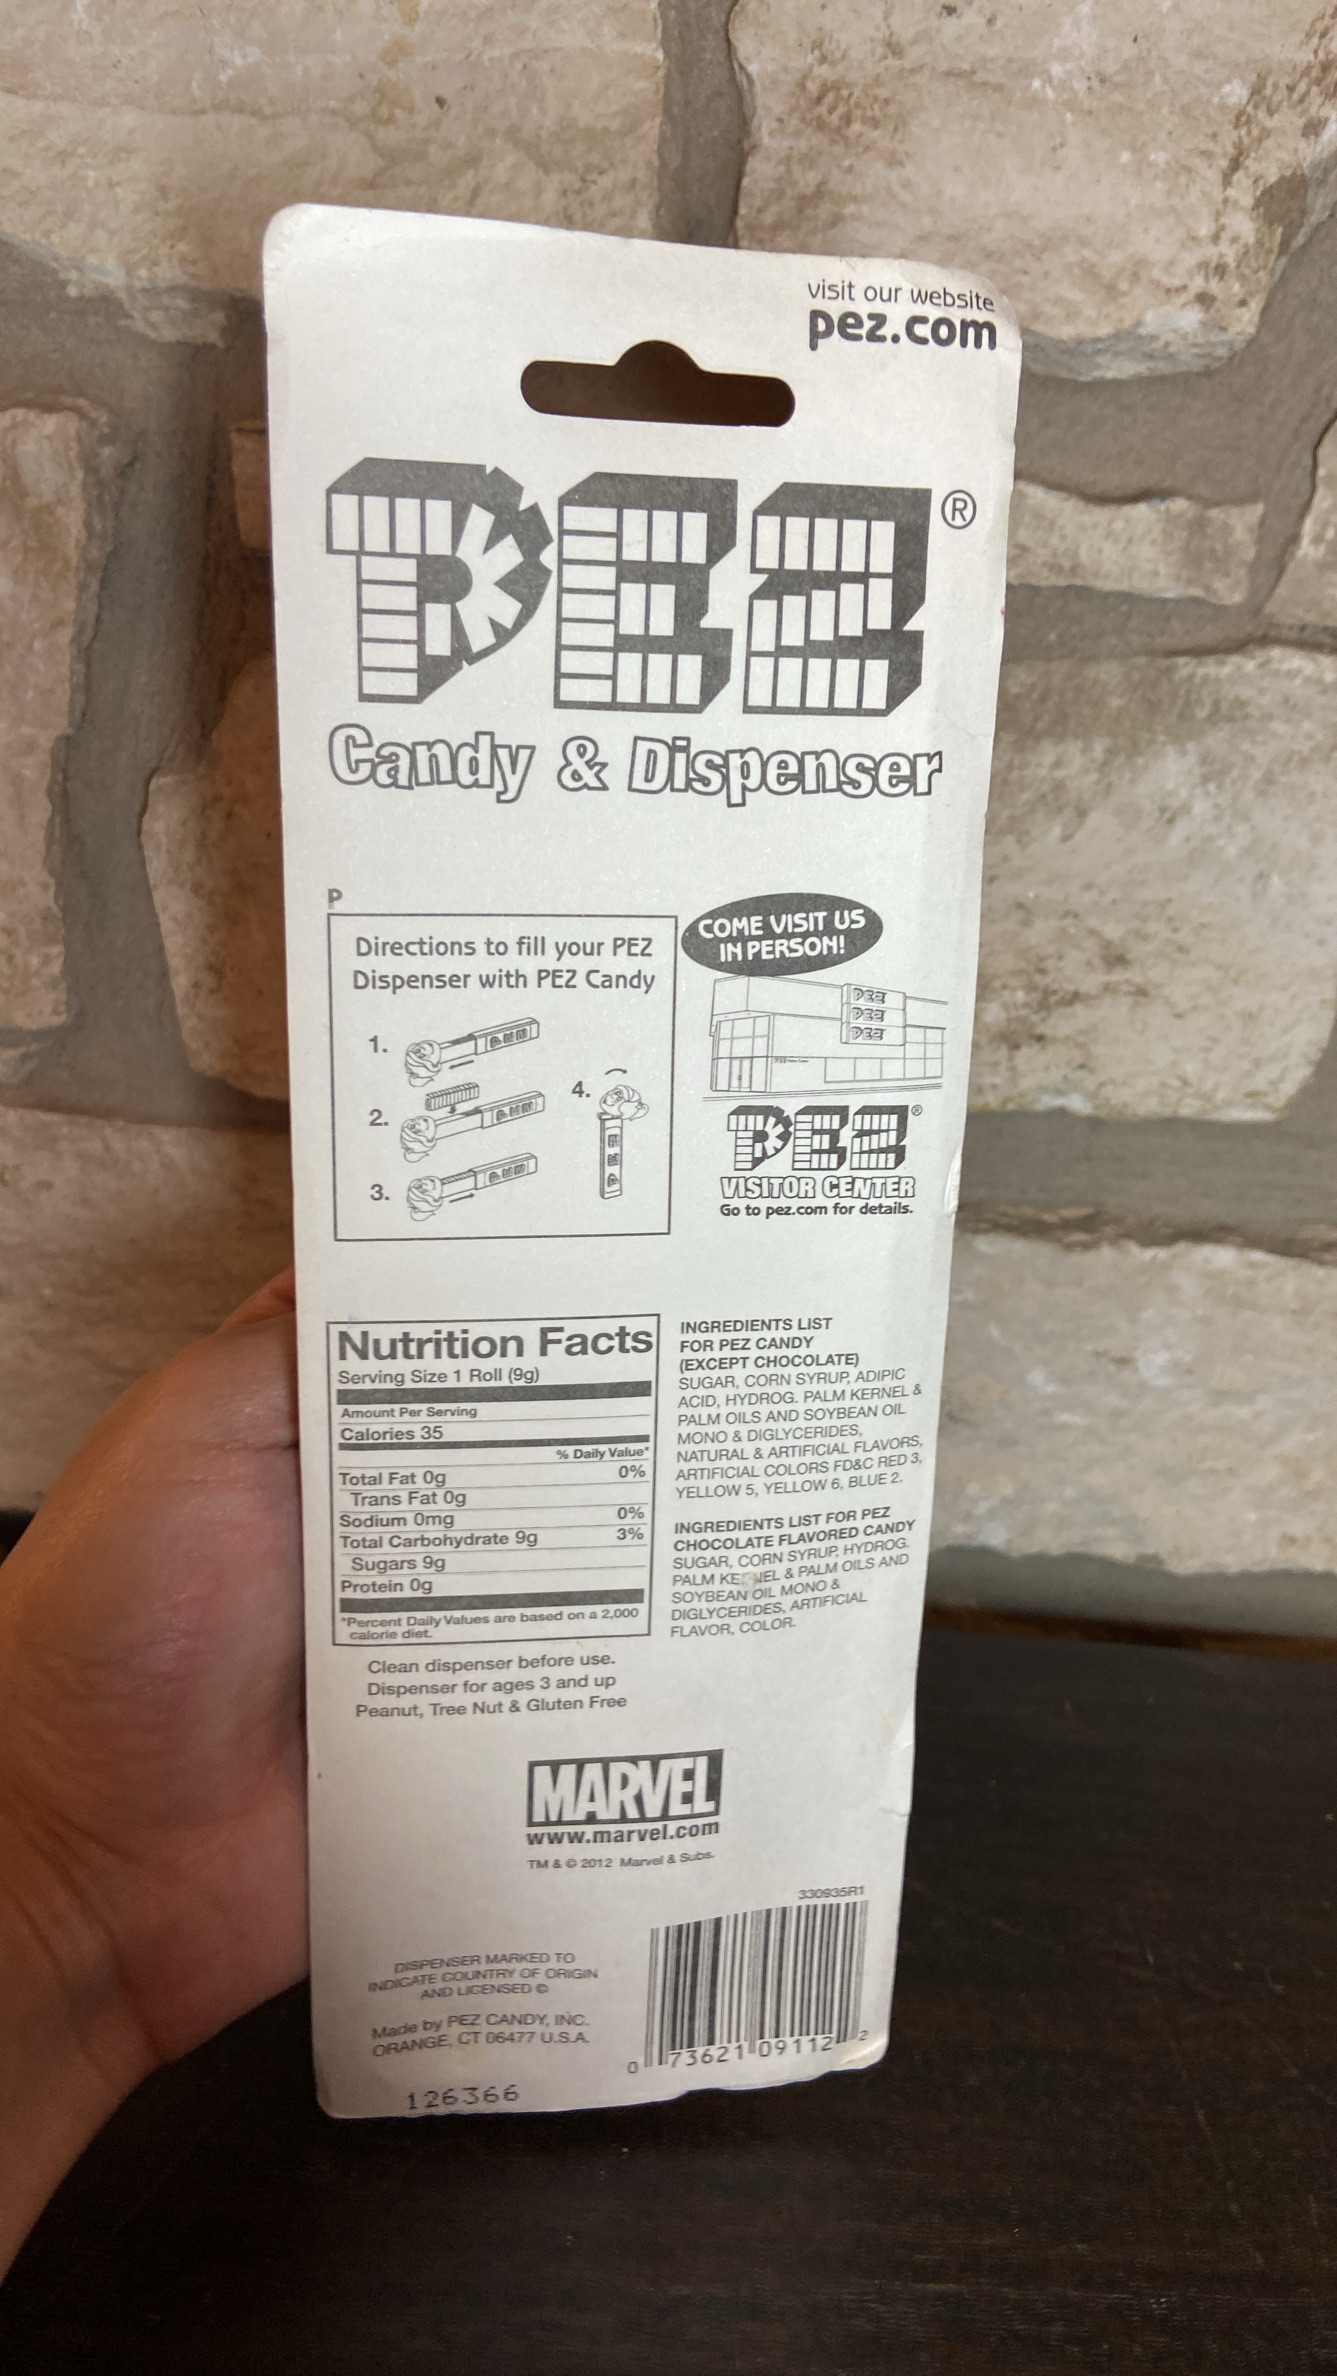 visit our website
pez.com
PEZ®
Candy & Dispenser
P
Directions to fill your PEZ
Dispenser with PEZ Candy
1.
PEZ
2.
PEZ
3.
PEZ
4.
PEZ
COME VISIT US
IN PERSON!
PEZ
PEZ
PEZ
PEZ®
VISITOR CENTER
Go to pez.com for details.
Nutrition Facts
Serving Size 1 Roll (9g)
Amount Per Serving
Calories 35
% Daily Value*
Total Fat 0g 0%
Trans Fat 0g
Sodium 0mg 0%
Total Carbohydrate 9g 3%
Sugars 9g
Protein 0g
*Percent Daily Values are based on a 2,000
calorie diet.
INGREDIENTS LIST
FOR PEZ CANDY
(EXCEPT CHOCOLATE)
SUGAR, CORN SYRUP, ADIPIC
ACID, HYDROG. PALM KERNEL &
PALM OILS AND SOYBEAN OIL
MONO & DIGLYCERIDES,
NATURAL & ARTIFICIAL FLAVORS,
ARTIFICIAL COLORS FD&C RED 3,
YELLOW 5, YELLOW 6, BLUE 2.
INGREDIENTS LIST FOR PEZ
CHOCOLATE FLAVORED CANDY
SUGAR, CORN SYRUP, HYDROG.
PALM KERNEL & PALM OILS AND
SOYBEAN OIL MONO &
DIGLYCERIDES, ARTIFICIAL
FLAVOR, COLOR.
Clean dispenser before use.
Dispenser for ages 3 and up
Peanut, Tree Nut & Gluten Free
MARVEL
www.marvel.com
TM & © 2012 Marvel & Subs.
330935R1
DISPENSER MARKED TO
INDICATE COUNTRY OF ORIGIN
AND LICENSED ©
Made by PEZ CANDY, INC.
ORANGE, CT 06477 U.S.A.
0 73621 09112 2
126366